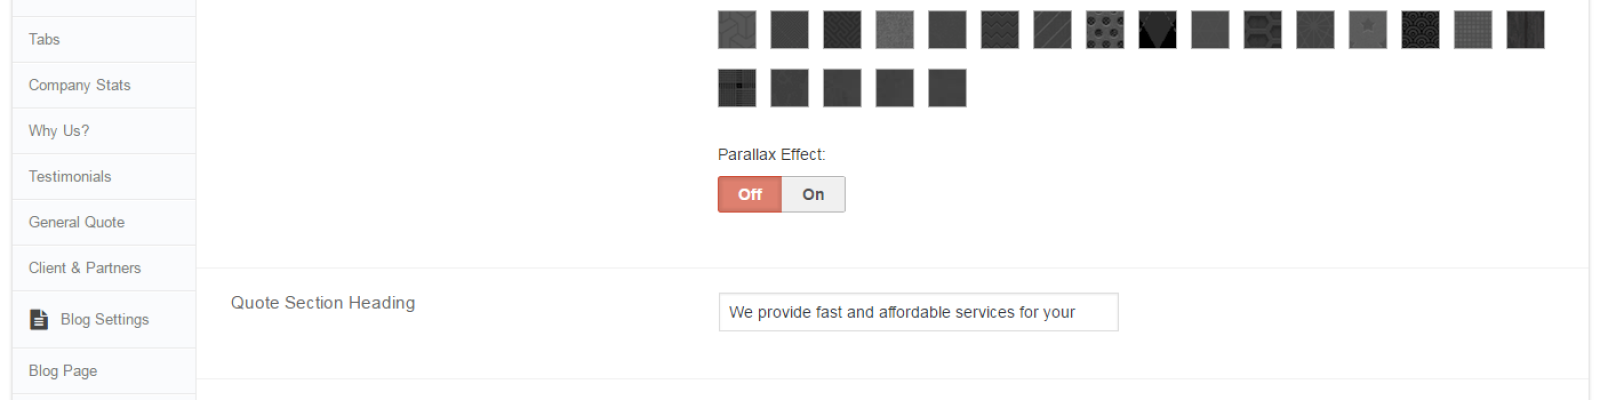 Tabs
Company Stats
Why Us?
Testimonials
General Quote
Client & Partners
Blog Settings
Blog Page
Parallax Effect:
Off On
Quote Section Heading
We provide fast and affordable services for your